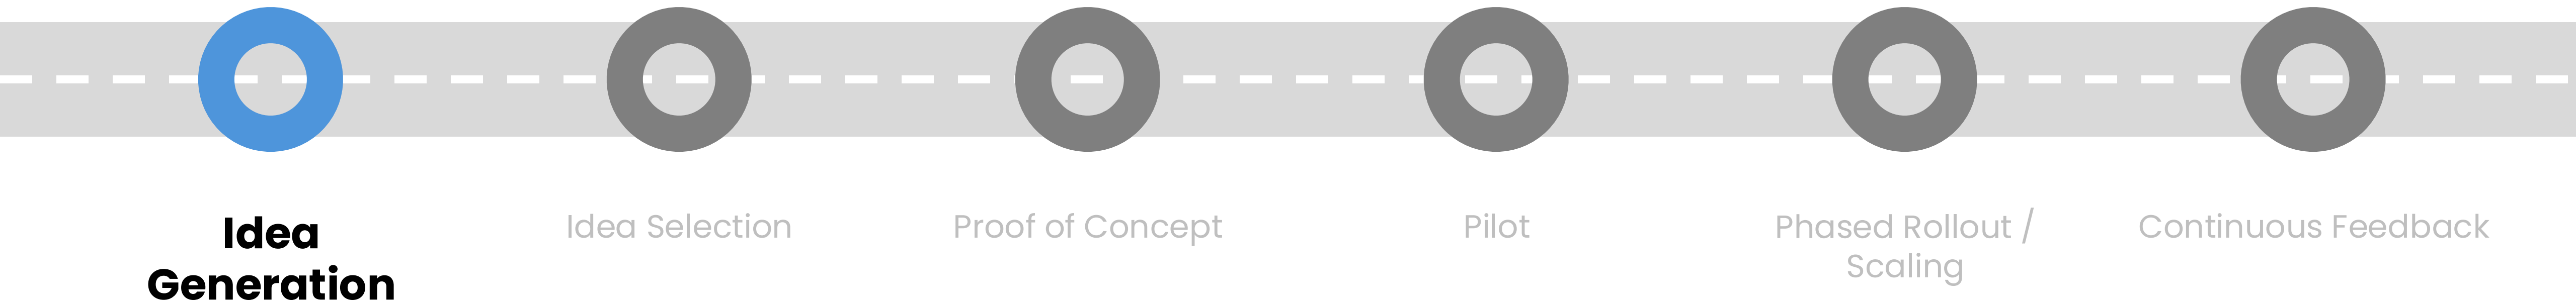 Idea
Generation
Idea Selection
Proof of Concept
Pilot
Phased Rollout /
Scaling
Continuous Feedback